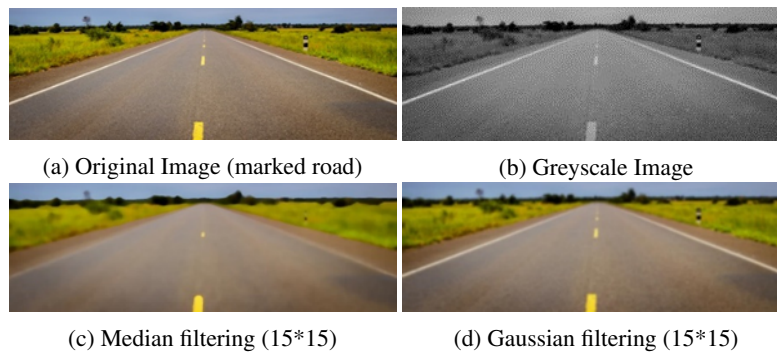 (a) Original Image (marked road)
(b) Greyscale Image
(c) Median filtering (15*15)
(d) Gaussian filtering (15*15)